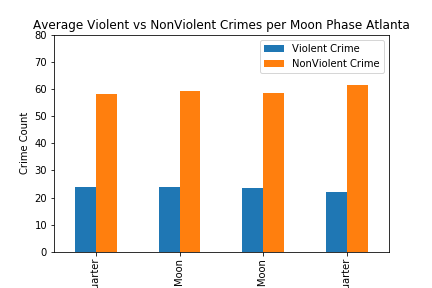 Average Violent vs NonViolent Crimes per Moon Phase Atlanta
Violent Crime
NonViolent Crime
Crime Count
80
70
60
50
40
30
20
10
0
uarter
Moon
Moon
uarter